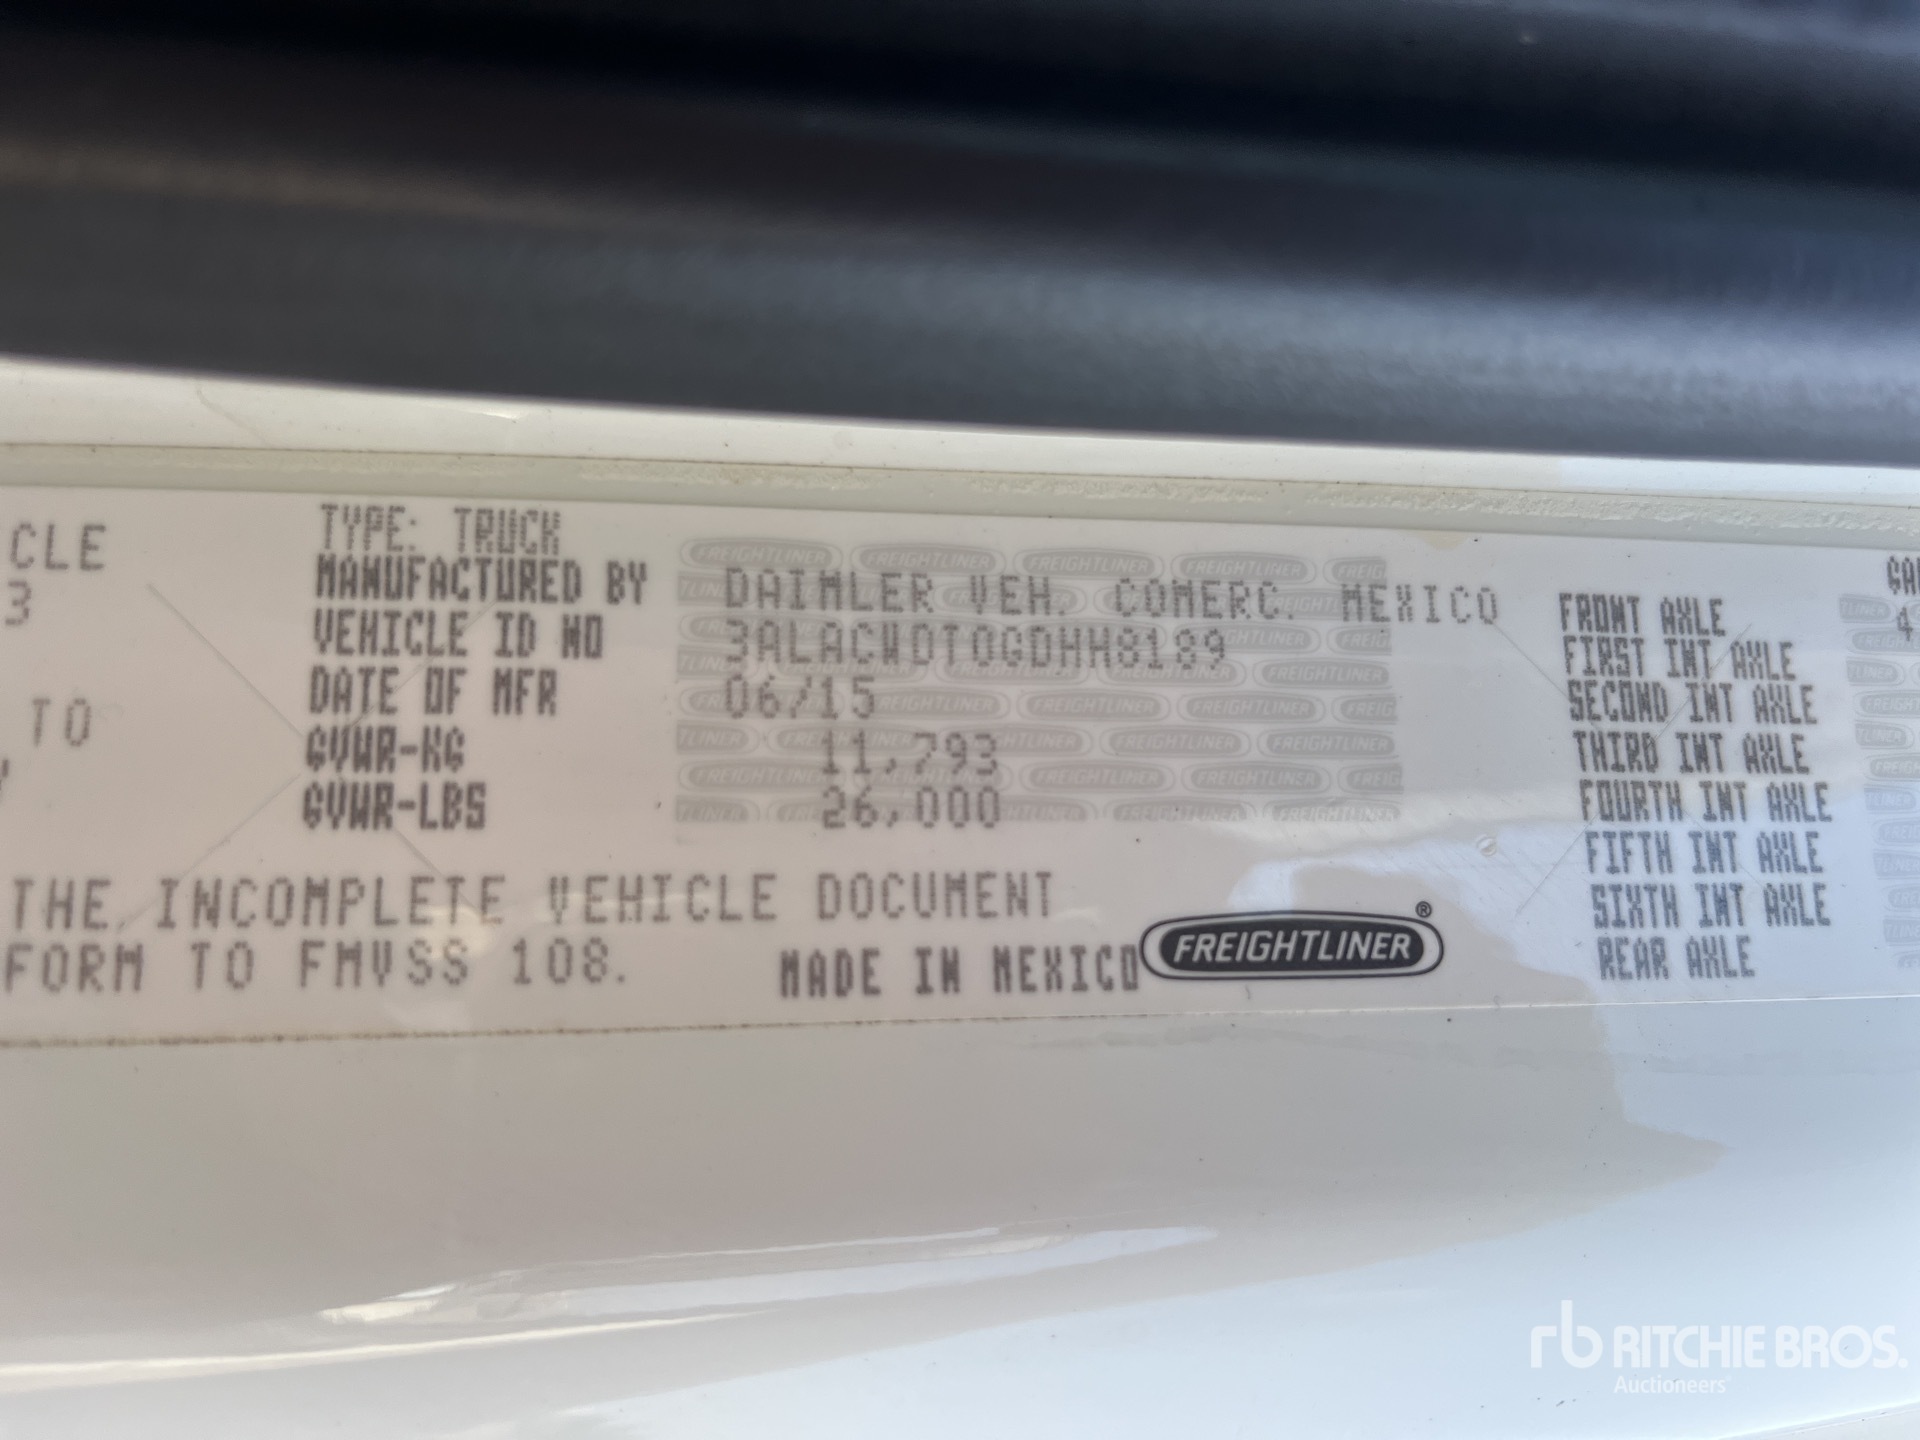 CLE
3
TO
TYPE: TRUCK
MANUFACTURED BY DAIMLER VEH. COMERC. MEXICO
VEHICLE ID NO 3ALACWDT0GDHH8189
DATE OF MFR 06/15
GVWR-KG 11,793
GVWR-LBS 26,000
THE INCOMPLETE VEHICLE DOCUMENT
FORM TO FMVSS 108.
MADE IN MEXICO
FREIGHTLINER®
GA
4
FRONT AXLE
FIRST INT AXLE
SECOND INT AXLE
THIRD INT AXLE
FOURTH INT AXLE
FIFTH INT AXLE
SIXTH INT AXLE
REAR AXLE
rb RITCHIE BROS.
Auctioneers